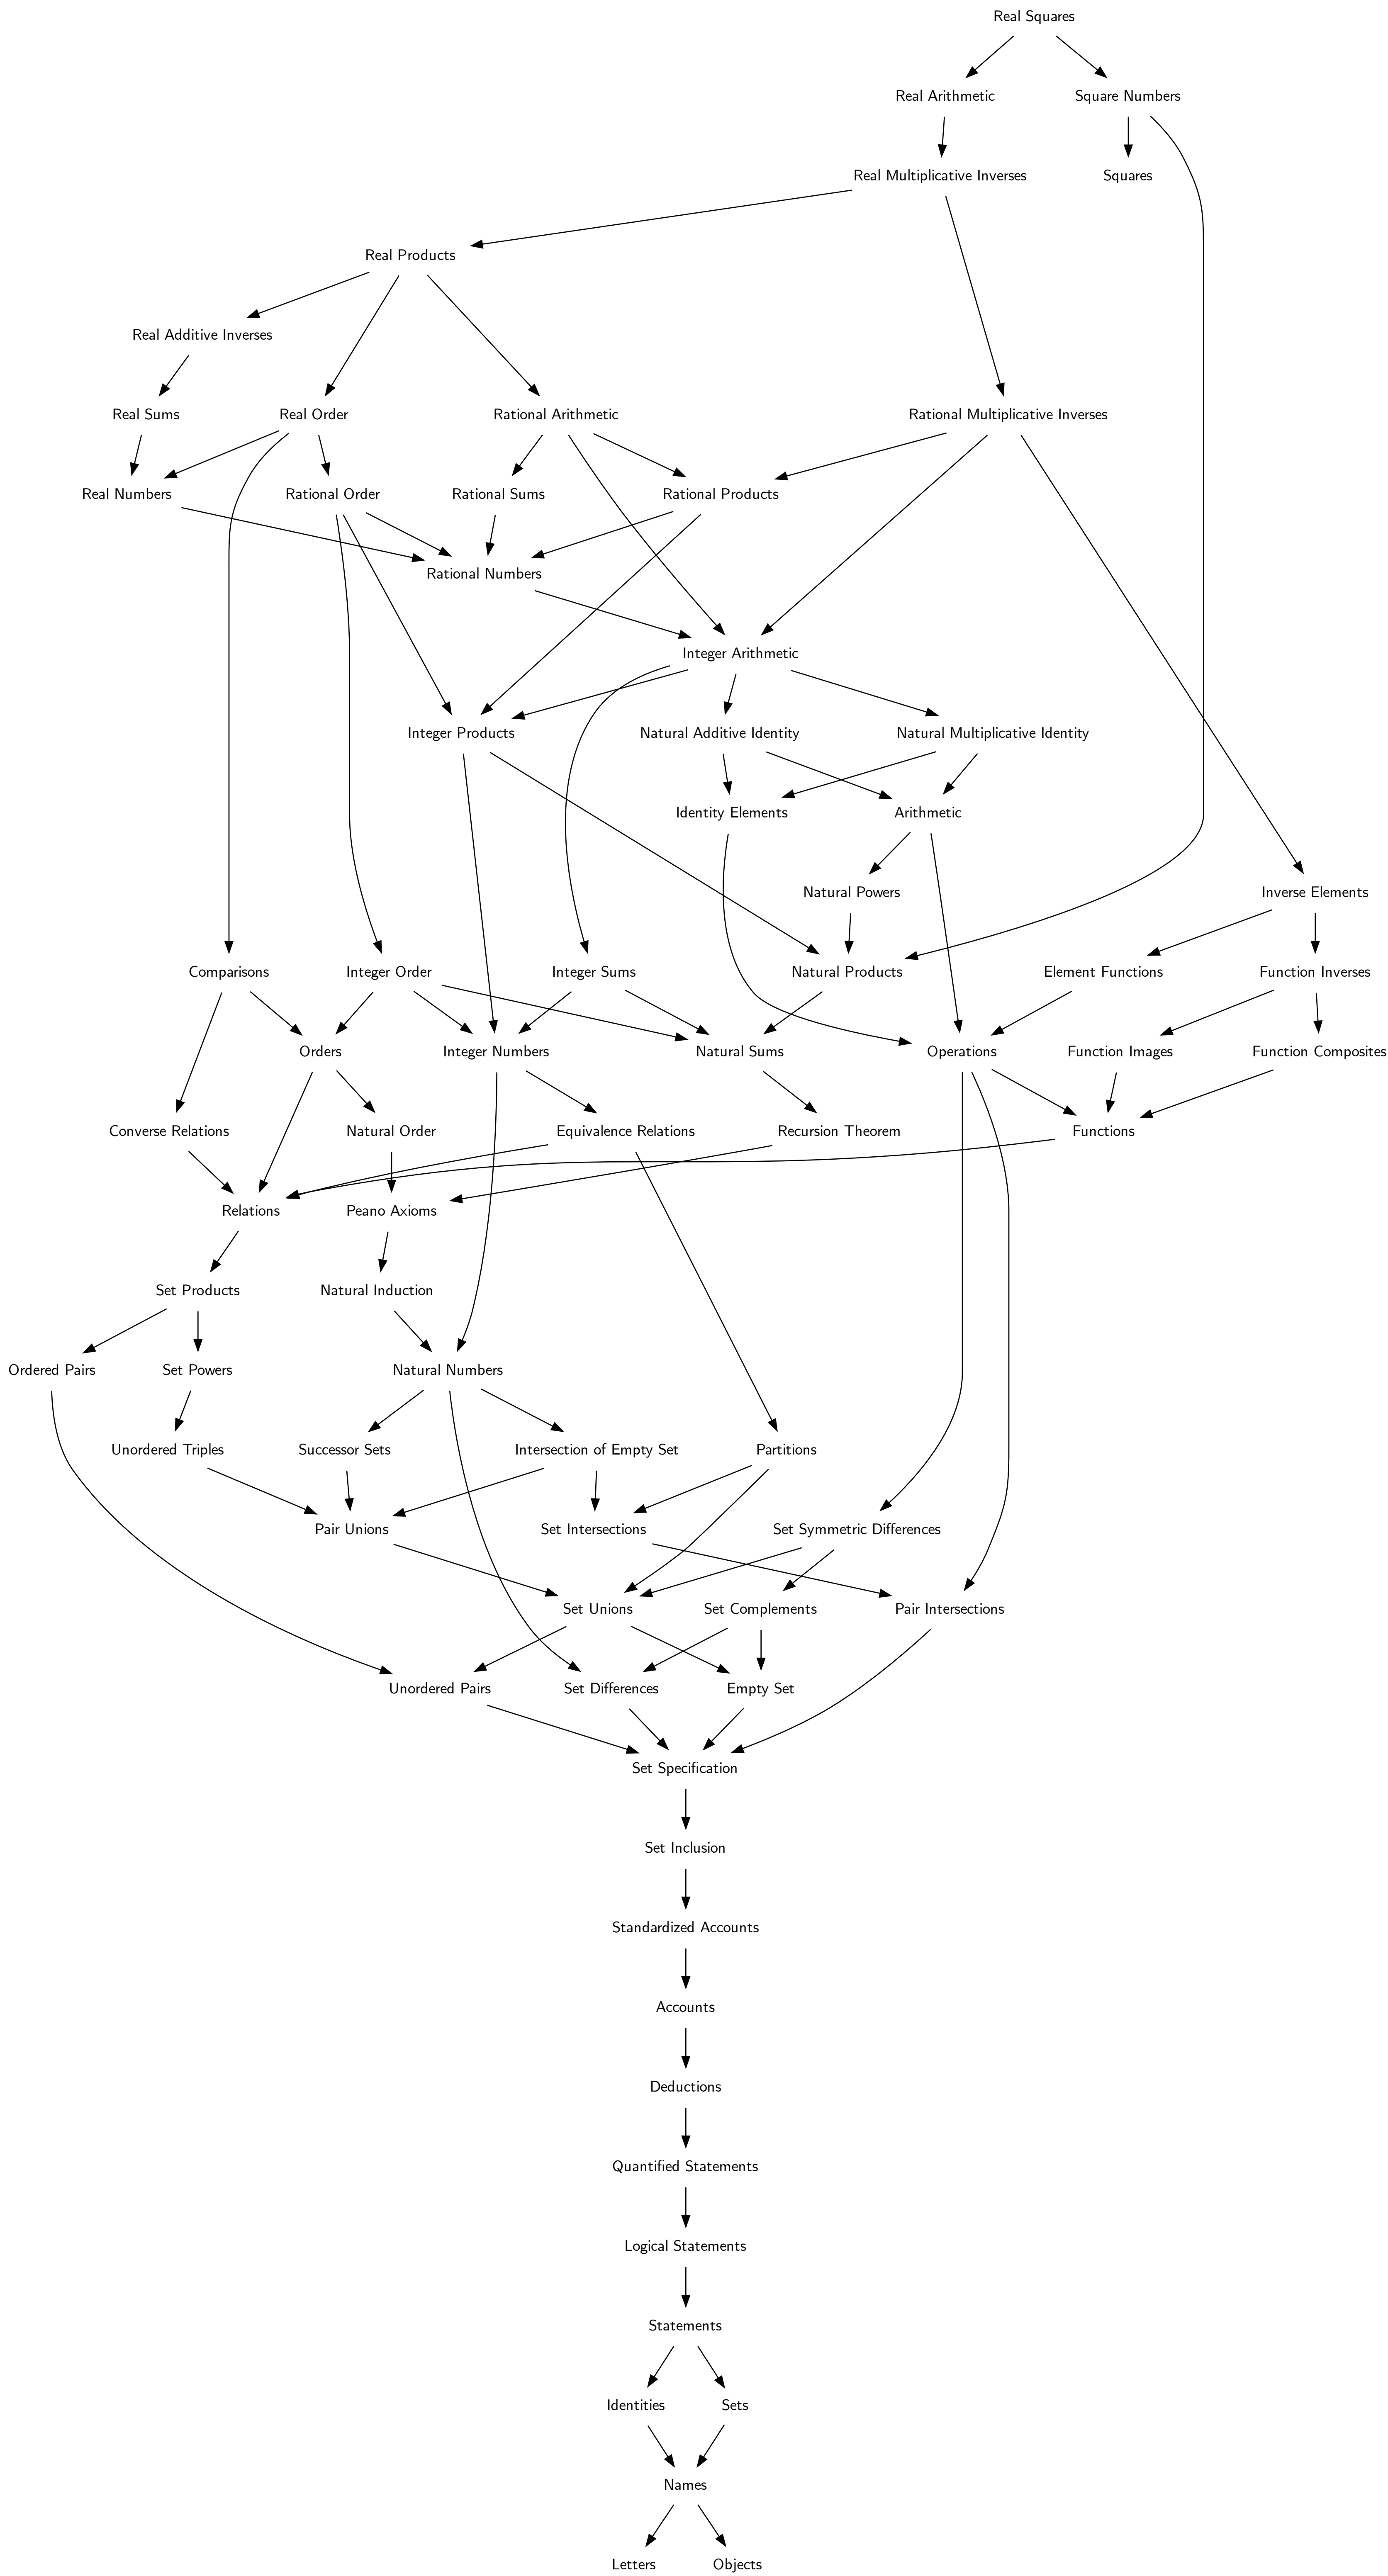 Real Squares
Real Arithmetic
Square Numbers
Real Multiplicative Inverses
Squares
Real Products
Real Additive Inverses
Real Sums
Real Order
Rational Arithmetic
Rational Multiplicative Inverses
Real Numbers
Rational Order
Rational Sums
Rational Products
Rational Numbers
Integer Arithmetic
Integer Products
Natural Additive Identity
Natural Multiplicative Identity
Identity Elements
Arithmetic
Natural Powers
Inverse Elements
Comparisons
Integer Order
Integer Sums
Natural Products
Element Functions
Function Inverses
Orders
Integer Numbers
Natural Sums
Operations
Function Images
Function Composites
Converse Relations
Natural Order
Equivalence Relations
Recursion Theorem
Functions
Relations
Peano Axioms
Set Products
Natural Induction
Ordered Pairs
Set Powers
Natural Numbers
Unordered Triples
Successor Sets
Intersection of Empty Set
Partitions
Pair Unions
Set Intersections
Set Symmetric Differences
Set Unions
Set Complements
Pair Intersections
Unordered Pairs
Set Differences
Empty Set
Set Specification
Set Inclusion
Standardized Accounts
Accounts
Deductions
Quantified Statements
Logical Statements
Statements
Identities
Sets
Names
Letters
Objects